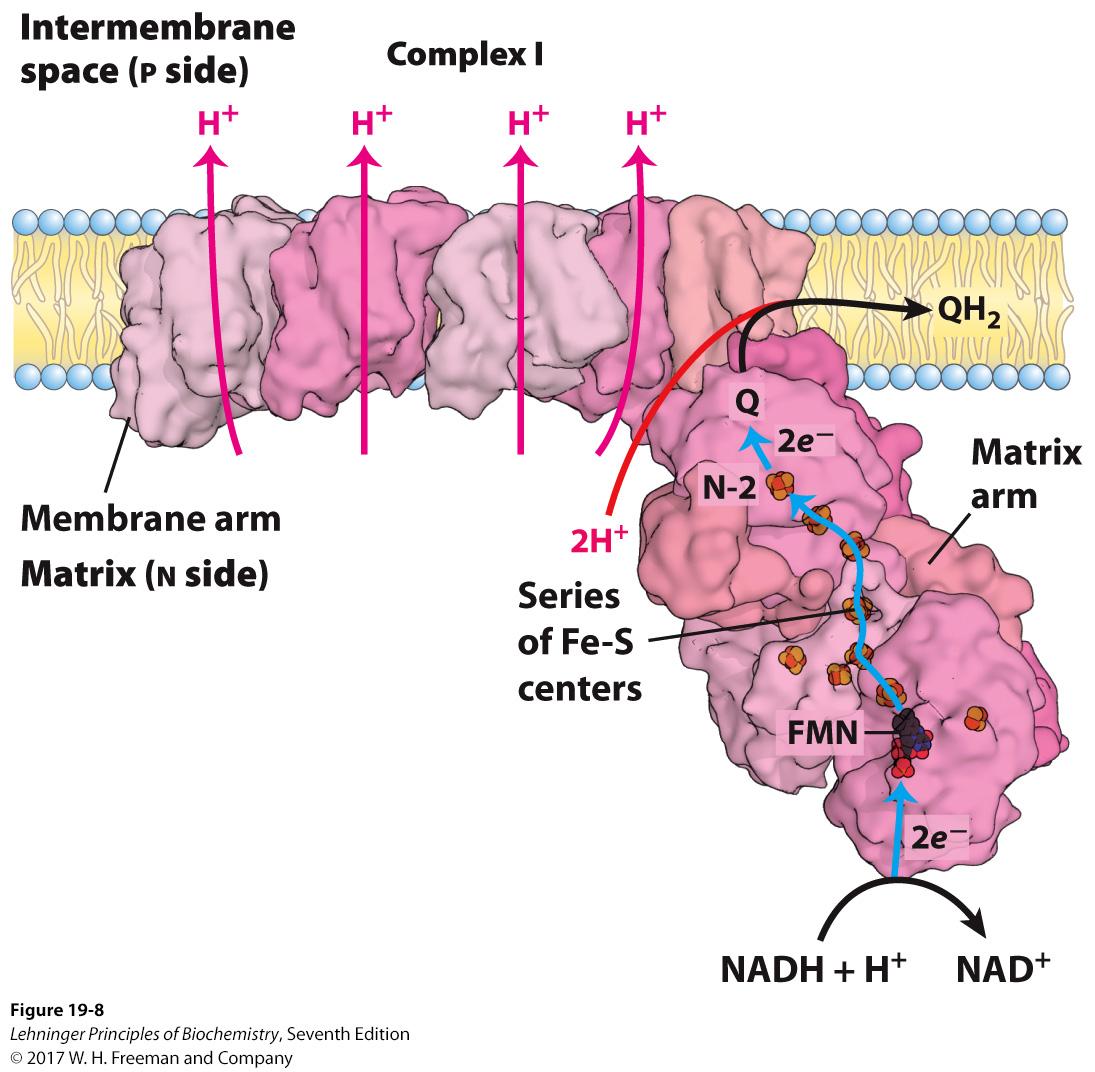 Intermembrane
space (P side)
Complex I
H⁺
H⁺
H⁺
H⁺
QH₂
Q
2e⁻
N-2
Matrix
arm
Membrane arm
Matrix (N side)
2H⁺
Series
of Fe-S
centers
FMN
2e⁻
NADH + H⁺
NAD⁺
Figure 19-8
Lehninger Principles of Biochemistry, Seventh Edition
© 2017 W. H. Freeman and Company